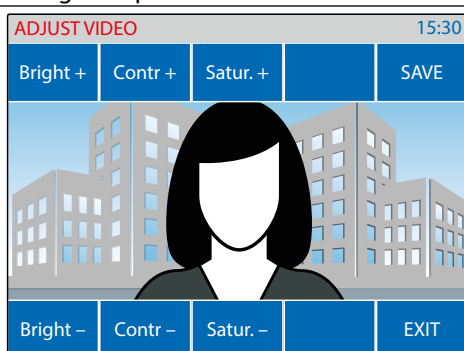 ADJUST VIDEO 15:30
Bright + Contr + Satur. + SAVE
Bright – Contr – Satur. – EXIT